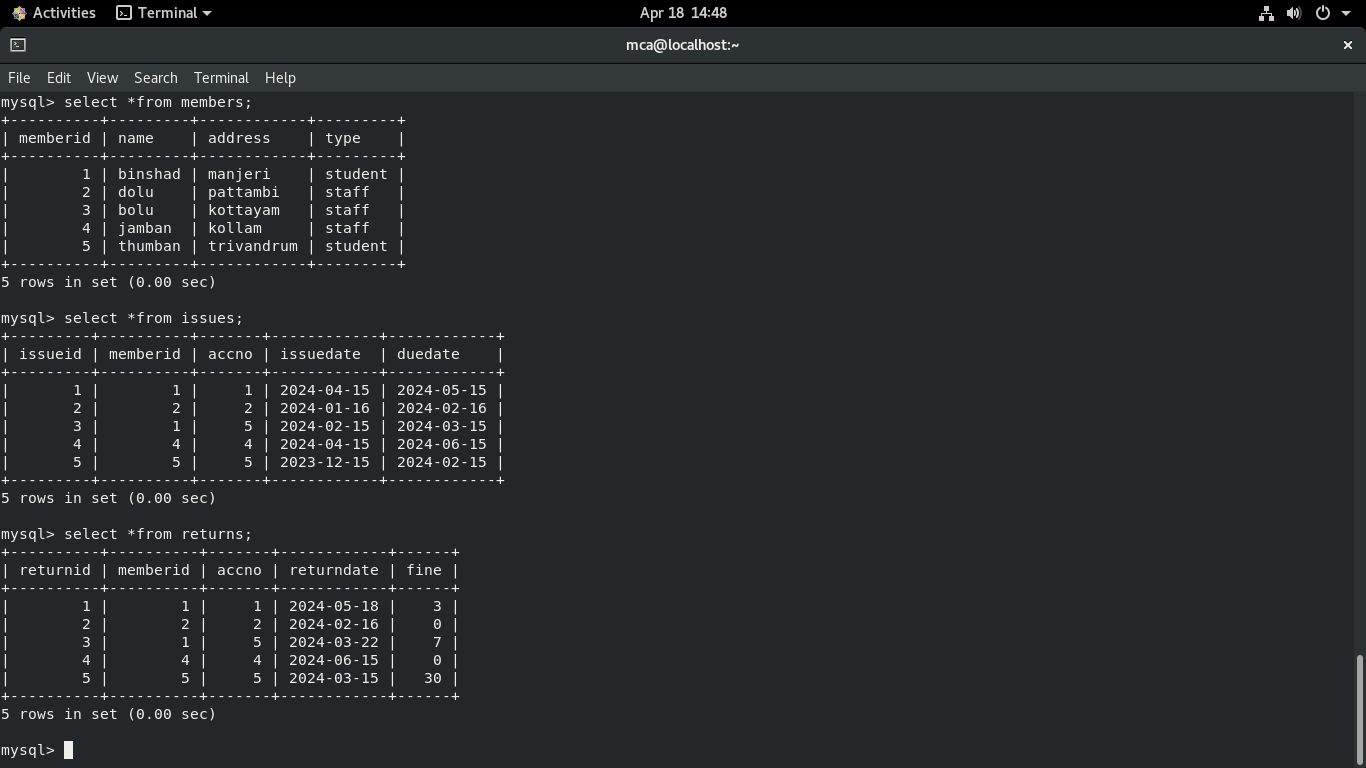 Activities Terminal Apr 18 14:48
mca@localhost:~ ×
File Edit View Search Terminal Help
mysql> select *from members;
+----------+---------+------------+---------+
| memberid | name    | address    | type    |
+----------+---------+------------+---------+
|        1 | binshad | manjeri    | student |
|        2 | dolu    | pattambi   | staff   |
|        3 | bolu    | kottayam   | staff   |
|        4 | jamban  | kollam     | staff   |
|        5 | thumban | trivandrum | student |
+----------+---------+------------+---------+
5 rows in set (0.00 sec)

mysql> select *from issues;
+---------+----------+-------+------------+------------+
| issueid | memberid | accno | issuedate  | duedate    |
+---------+----------+-------+------------+------------+
|       1 |        1 |     1 | 2024-04-15 | 2024-05-15 |
|       2 |        2 |     2 | 2024-01-16 | 2024-02-16 |
|       3 |        1 |     5 | 2024-02-15 | 2024-03-15 |
|       4 |        4 |     4 | 2024-04-15 | 2024-06-15 |
|       5 |        5 |     5 | 2023-12-15 | 2024-02-15 |
+---------+----------+-------+------------+------------+
5 rows in set (0.00 sec)

mysql> select *from returns;
+----------+----------+-------+------------+------+
| returnid | memberid | accno | returndate | fine |
+----------+----------+-------+------------+------+
|        1 |        1 |     1 | 2024-05-18 |    3 |
|        2 |        2 |     2 | 2024-02-16 |    0 |
|        3 |        1 |     5 | 2024-03-22 |    7 |
|        4 |        4 |     4 | 2024-06-15 |    0 |
|        5 |        5 |     5 | 2024-03-15 |   30 |
+----------+----------+-------+------------+------+
5 rows in set (0.00 sec)

mysql>